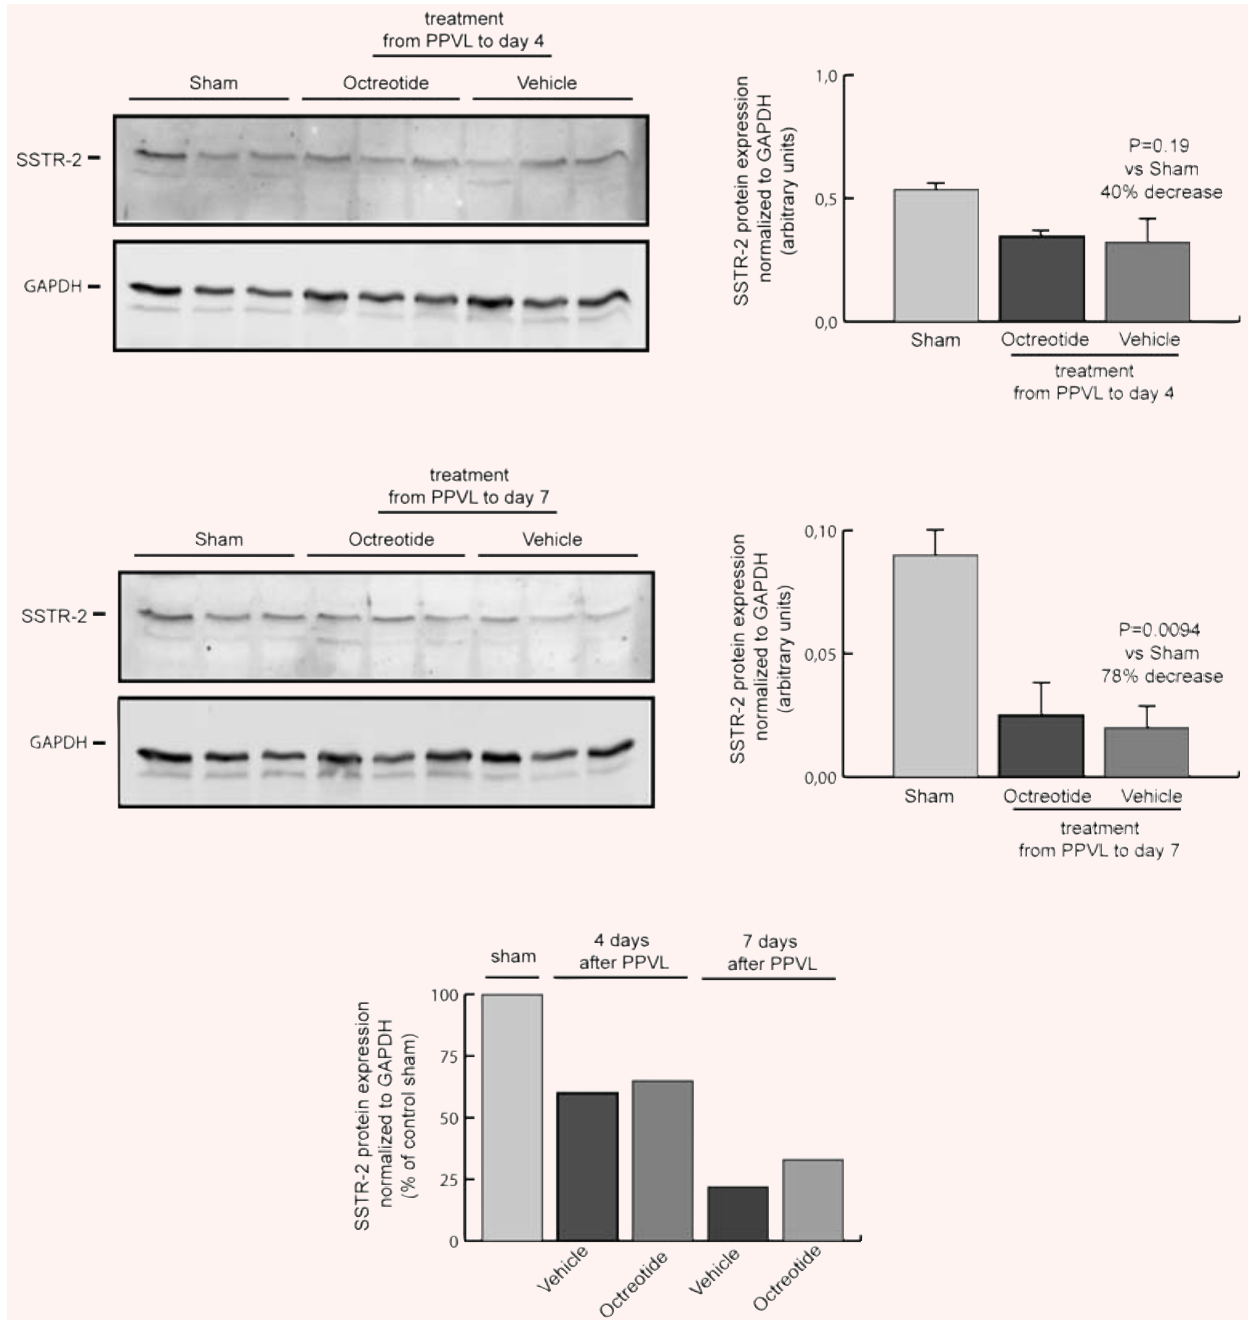 treatment
from PPVL to day 4
Sham
Octreotide
Vehicle
SSTR-2
GAPDH
SSTR-2 protein expression
normalized to GAPDH
(arbitrary units)
1,0
0,5
0,0
P=0.19
vs Sham
40% decrease
Sham
Octreotide
Vehicle
treatment
from PPVL to day 4
treatment
from PPVL to day 7
Sham
Octreotide
Vehicle
SSTR-2
GAPDH
SSTR-2 protein expression
normalized to GAPDH
(arbitrary units)
0,10
0,05
0,00
P=0.0094
vs Sham
78% decrease
Sham
Octreotide
Vehicle
treatment
from PPVL to day 7
sham
4 days
after PPVL
7 days
after PPVL
SSTR-2 protein expression
normalized to GAPDH
(% of control sham)
100
75
50
25
0
Vehicle
Octreotide
Vehicle
Octreotide